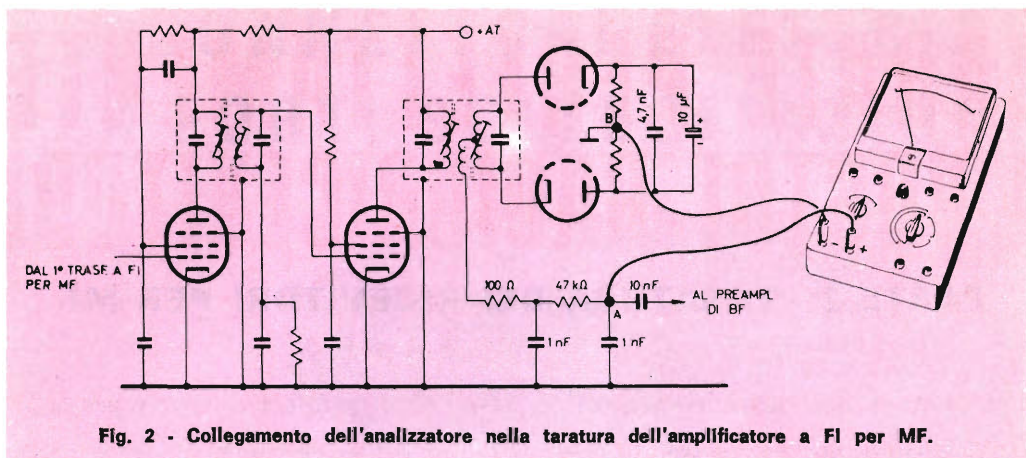 +AT
B
4,7 nF
10 µF
+
-
DAL 1º TRASF A FI
PER MF
100 Ω
47 kΩ
10 nF
A
AL PREAMPL
DI BF
1 nF
1 nF
- +
Fig. 2 - Collegamento dell'analizzatore nella taratura dell'amplificatore a FI per MF.